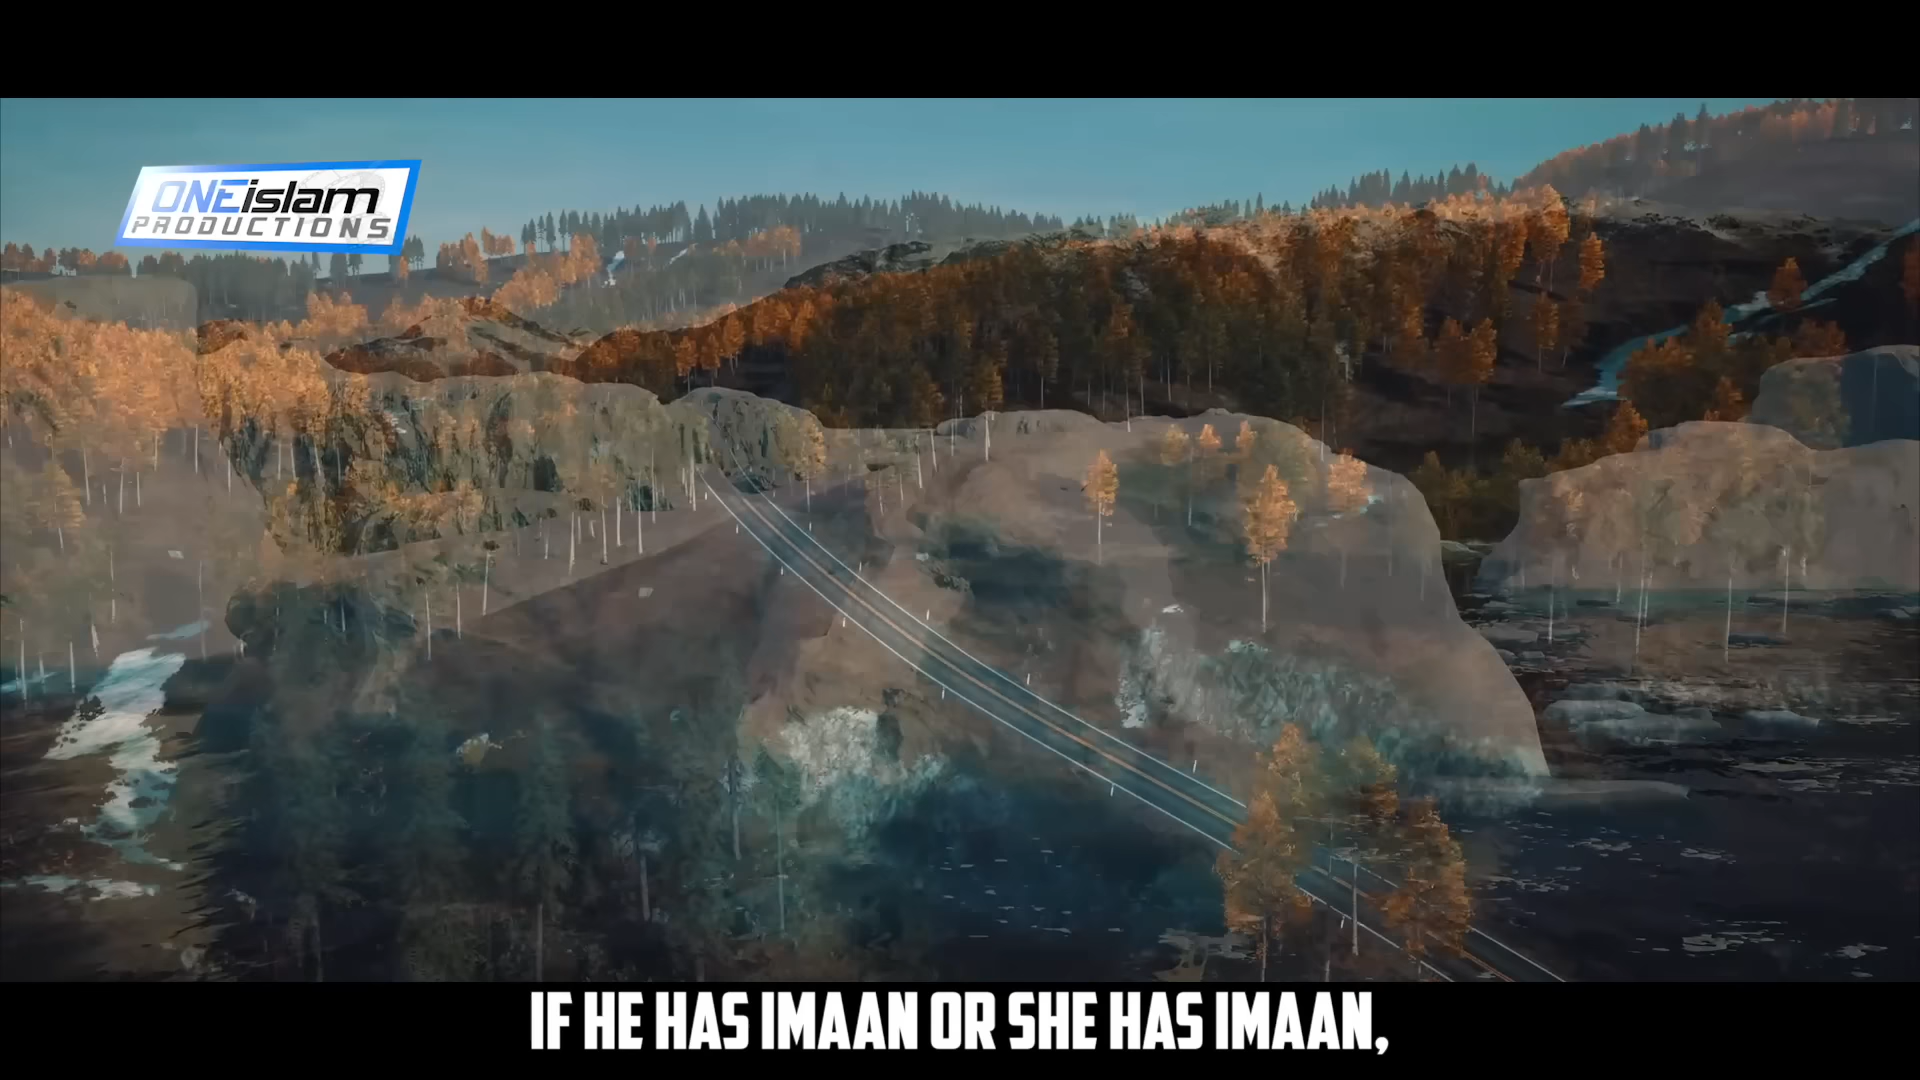 ONEislam
PRODUCTIONS
IF HE HAS IMAAN OR SHE HAS IMAAN,